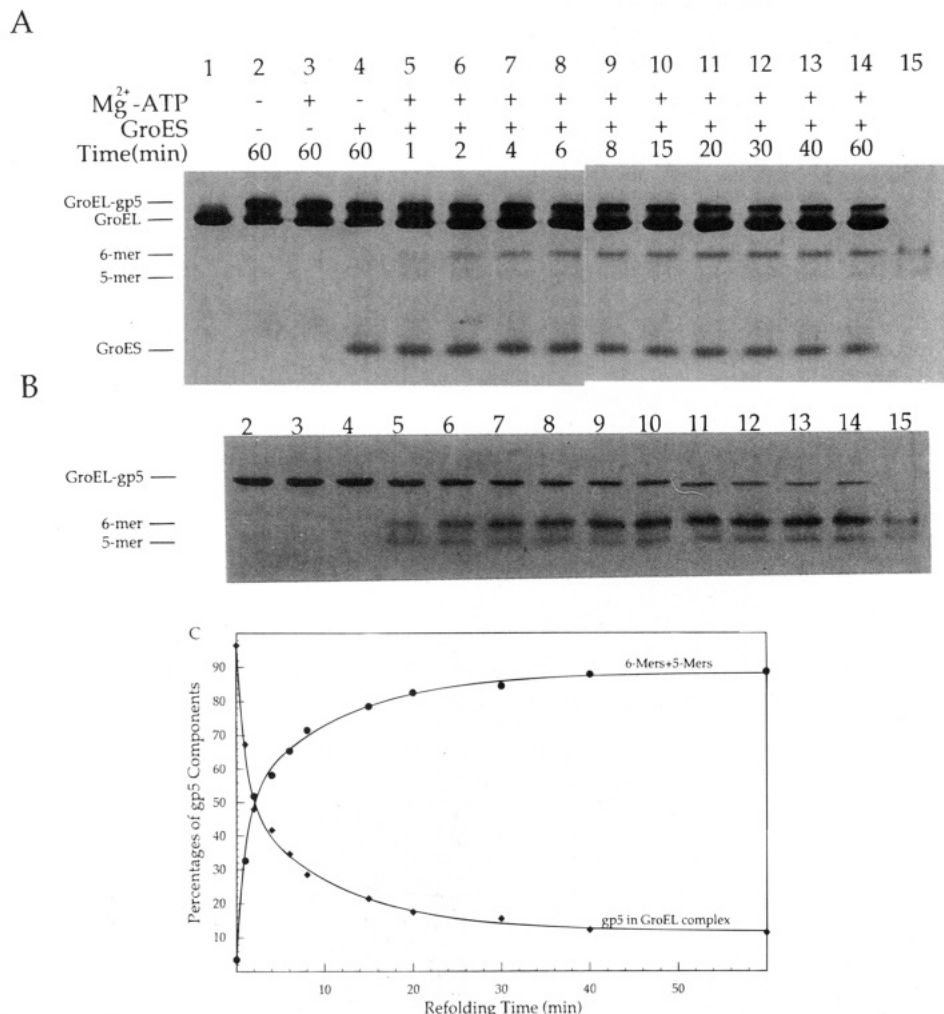 A
1 2 3 4 5 6 7 8 9 10 11 12 13 14 15
Mg2+-ATP - + - + + + + + + + + + +
GroES - - + + + + + + + + + + +
Time(min) 60 60 60 1 2 4 6 8 15 20 30 40 60
GroEL-gp5
GroEL
6-mer
5-mer
GroES
B
2 3 4 5 6 7 8 9 10 11 12 13 14 15
GroEL-gp5
6-mer
5-mer
C
90
80
70
60
50
40
30
20
10
Percentages of gp5 Components
6-Mers+5-Mers
gp5 in GroEL complex
10 20 30 40 50
Refolding Time (min)